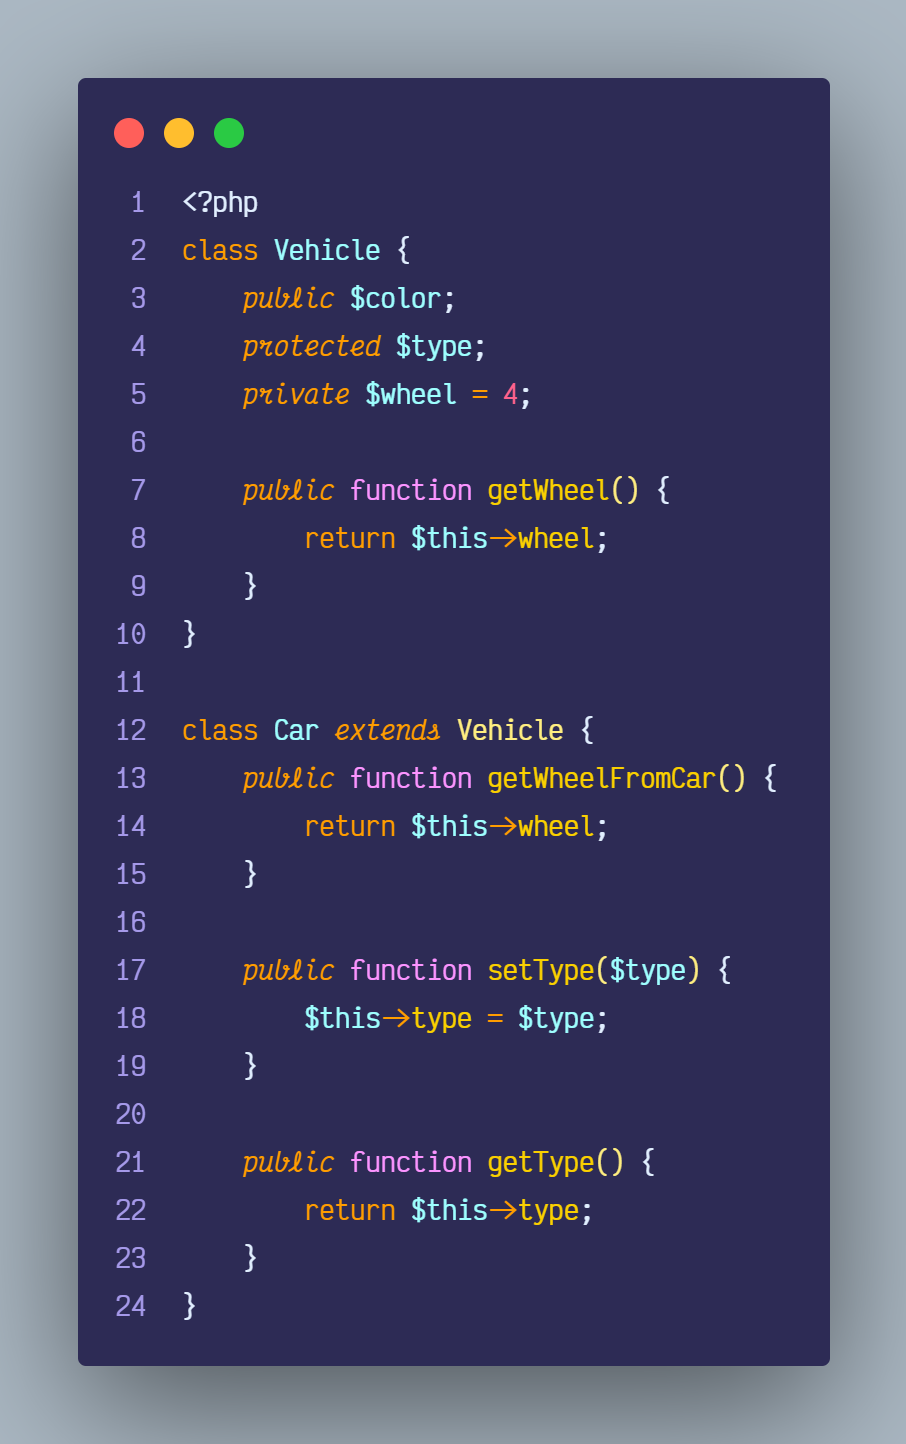 1 <?php
2 class Vehicle {
3     public $color;
4     protected $type;
5     private $wheel = 4;
6
7     public function getWheel() {
8         return $this->wheel;
9     }
10 }
11
12 class Car extends Vehicle {
13     public function getWheelFromCar() {
14         return $this->wheel;
15     }
16
17     public function setType($type) {
18         $this->type = $type;
19     }
20
21     public function getType() {
22         return $this->type;
23     }
24 }